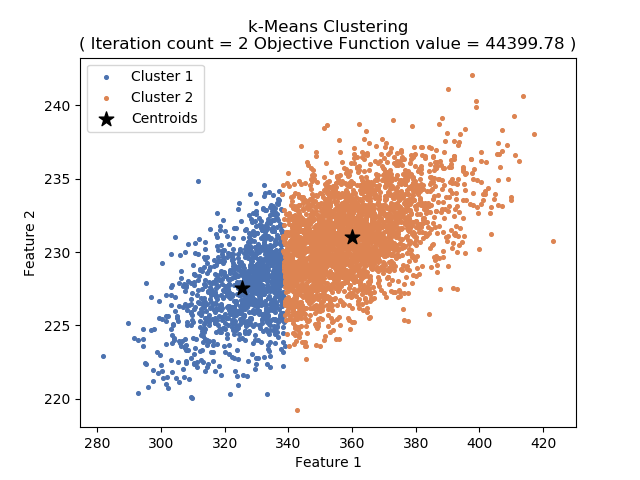 k-Means Clustering
( Iteration count = 2 Objective Function value = 44399.78 )
Cluster 1
Cluster 2
Centroids
240
235
230
225
220
Feature 2
280 300 320 340 360 380 400 420
Feature 1